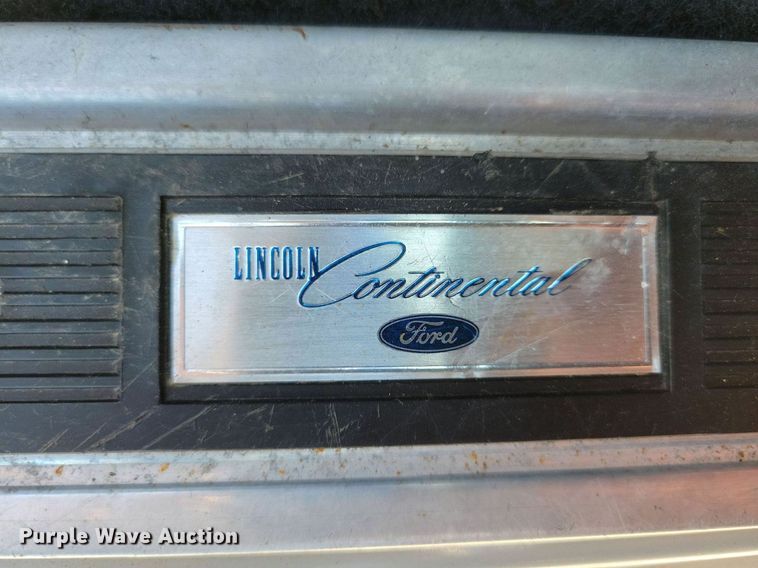 LINCOLN Continental
Ford
Purple Wave Auction